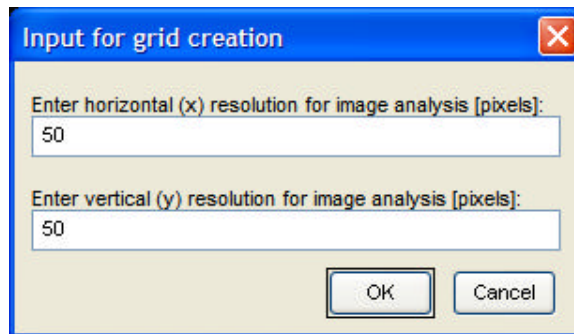 Input for grid creation
Enter horizontal (x) resolution for image analysis [pixels]:
50
Enter vertical (y) resolution for image analysis [pixels]:
50
OK Cancel